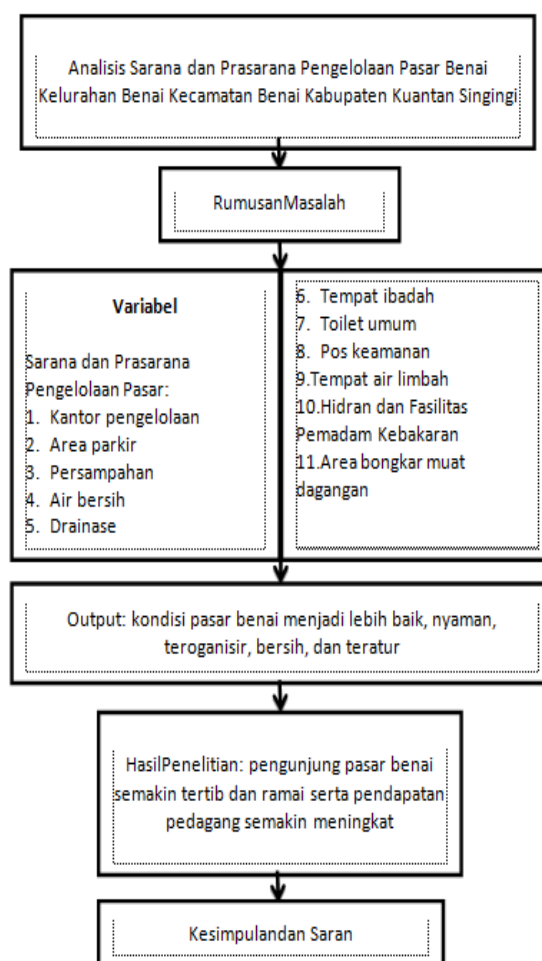 Analisis Sarana dan Prasarana Pengelolaan Pasar Benai
Kelurahan Benai Kecamatan Benai Kabupaten Kuantan Singingi
RumusanMasalah
Variabel
Sarana dan Prasarana
Pengelolaan Pasar:
1. Kantor pengelolaan
2. Area parkir
3. Persampahan
4. Air bersih
5. Drainase
6. Tempat ibadah
7. Toilet umum
8. Pos keamanan
9.Tempat air limbah
10.Hidran dan Fasilitas
Pemadam Kebakaran
11.Area bongkar muat
dagangan
Output: kondisi pasar benai menjadi lebih baik, nyaman,
teroganisir, bersih, dan teratur
HasilPenelitian: pengunjung pasar benai
semakin tertib dan ramai serta pendapatan
pedagang semakin meningkat
Kesimpulandan Saran